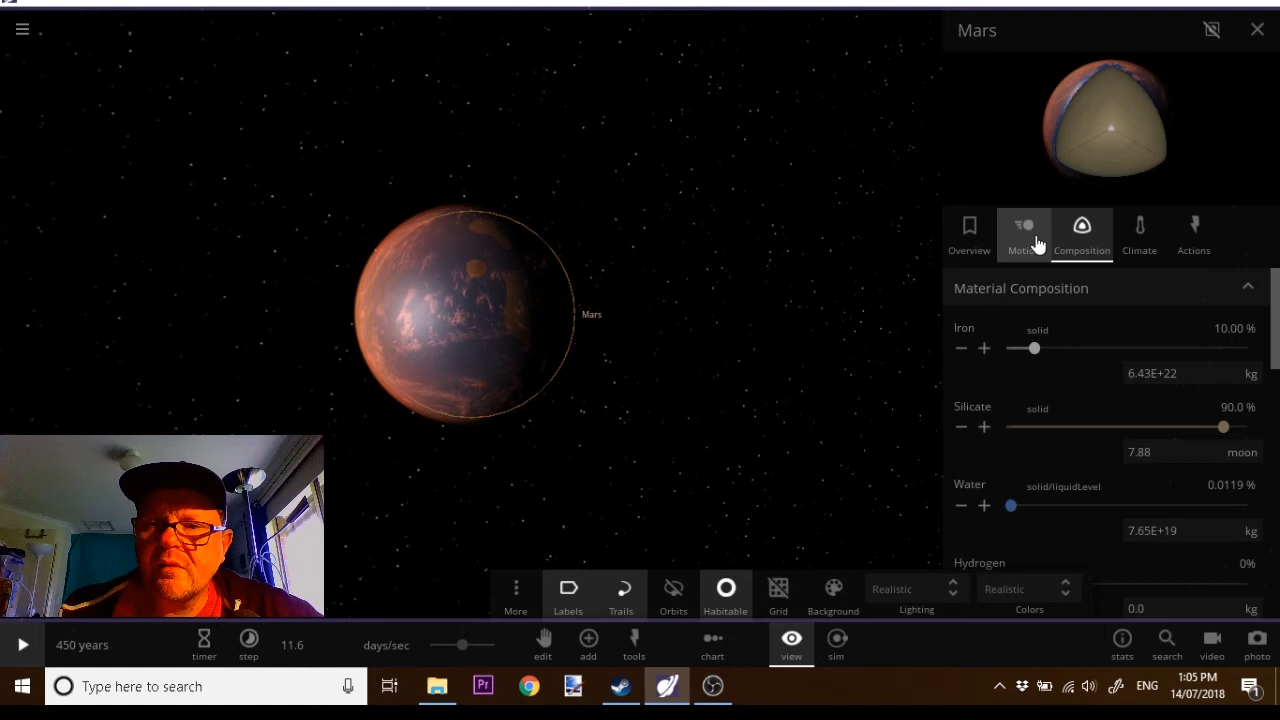 Mars
Overview
Motion
Composition
Climate
Actions
Material Composition
Iron solid 10.00 %
6.43E+22 kg
Silicate solid 90.0 %
7.88 moon
Water solid/liquidLevel 0.0119 %
7.65E+19 kg
Hydrogen 0%
0.0 kg
Mars
More
Labels
Trails
Orbits
Habitable
Grid
Background
Realistic
Lighting
Realistic
Colors
450 years
timer
step
11.6 days/sec
edit
add
tools
chart
view
sim
stats
search
video
photo
Type here to search
Pr
ENG
1:05 PM
14/07/2018
1